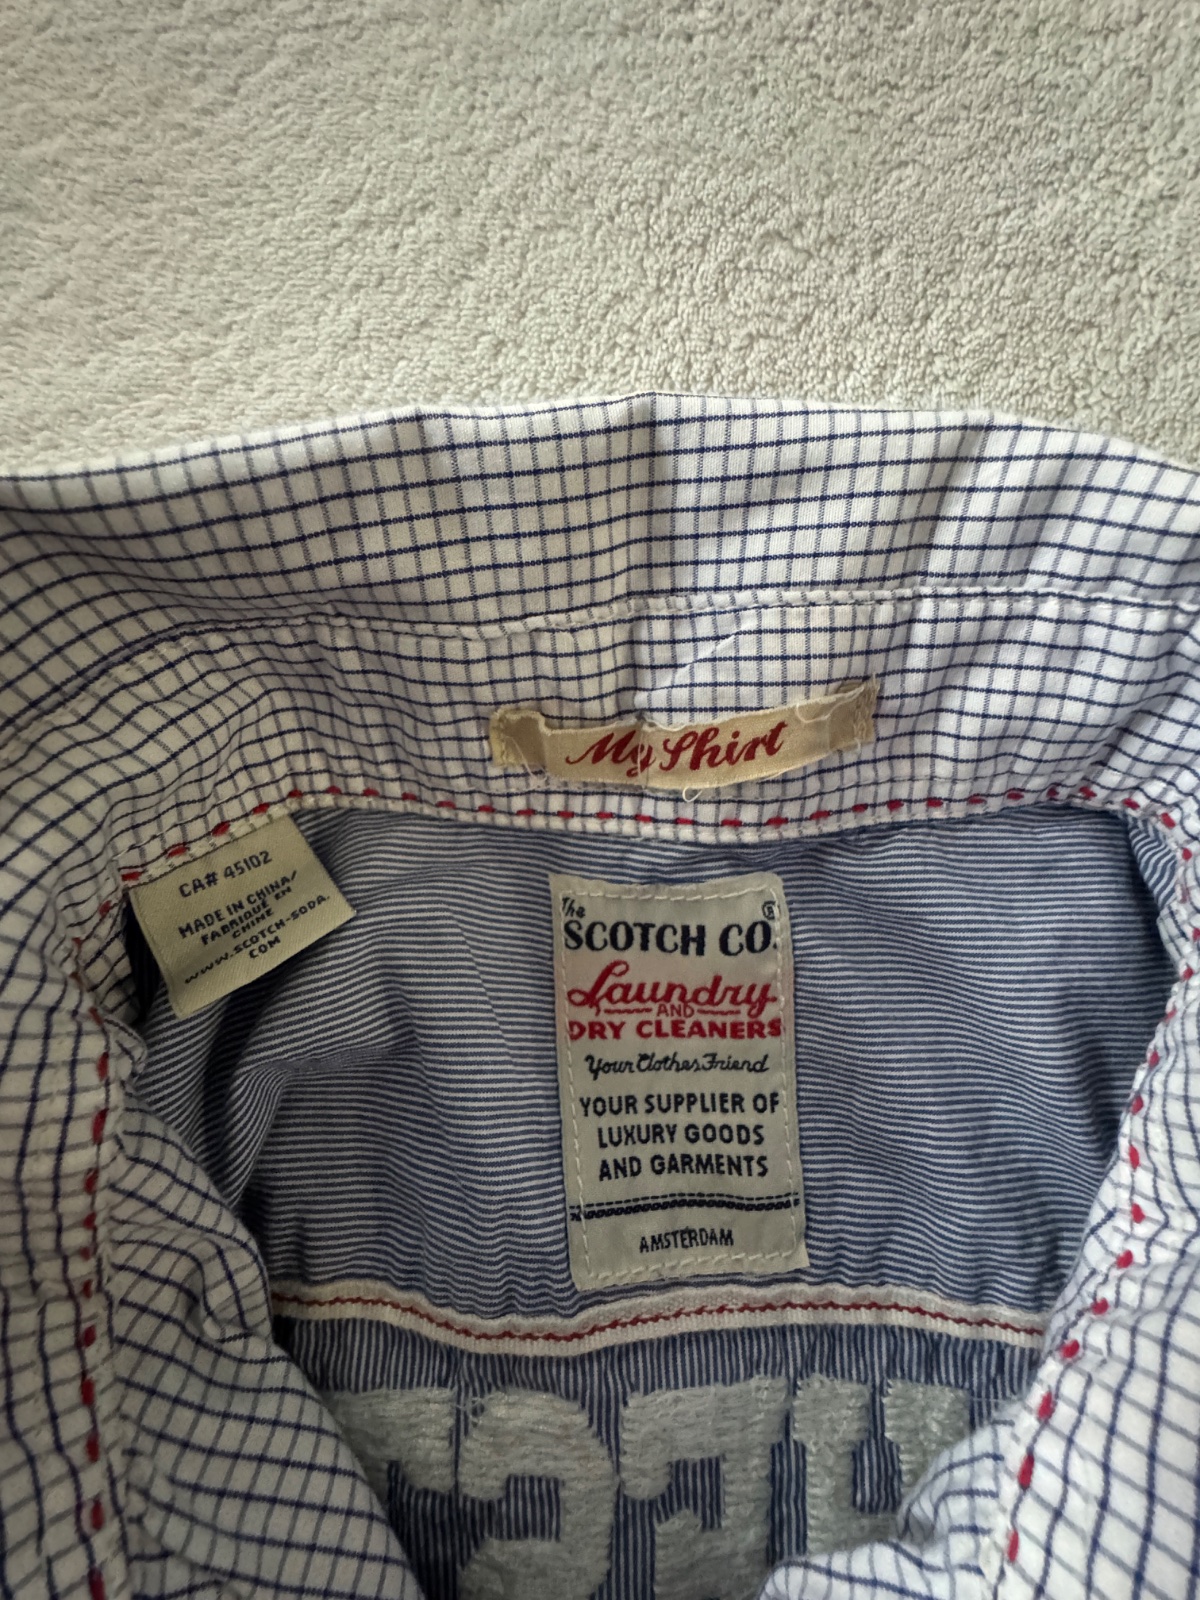 My Shirt
CA# 45102
MADE IN CHINA/
FABRIQUÉ EN
CHINE
WWW.SCOTCH-SODA.
COM
The
SCOTCH CO.
®
Laundry
AND
DRY CLEANERS
Your Clothes Friend
YOUR SUPPLIER OF
LUXURY GOODS
AND GARMENTS
AMSTERDAM